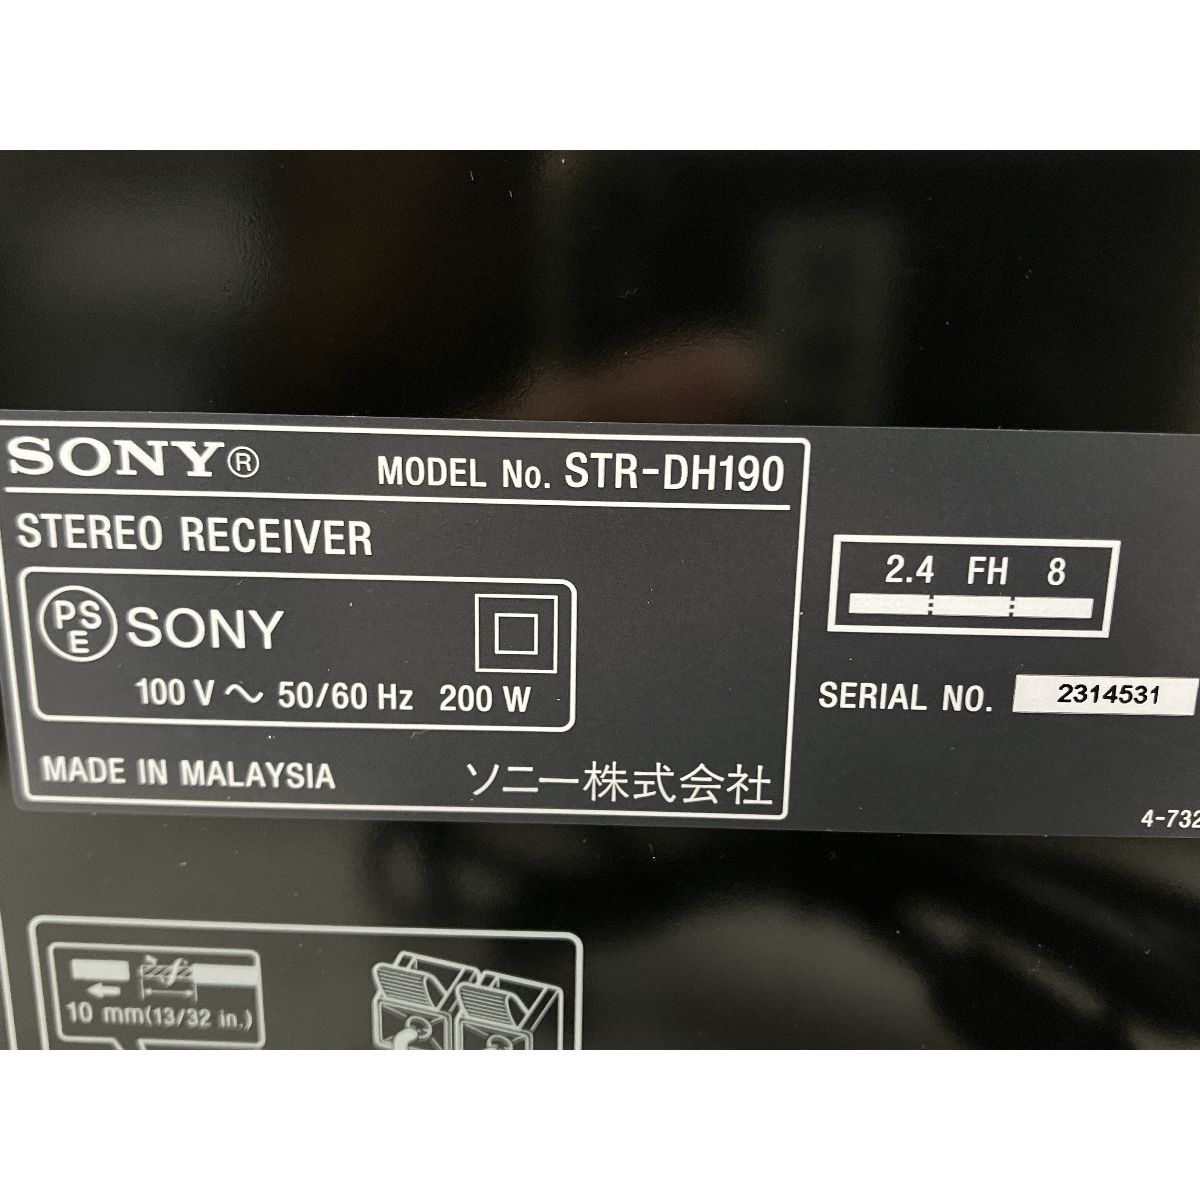 SONY®
MODEL No. STR-DH190
STEREO RECEIVER
PSE SONY
100 V ～ 50/60 Hz 200 W
MADE IN MALAYSIA ソニー株式会社
2.4 FH 8
SERIAL NO. 2314531
4-732
10 mm(13/32 in.)